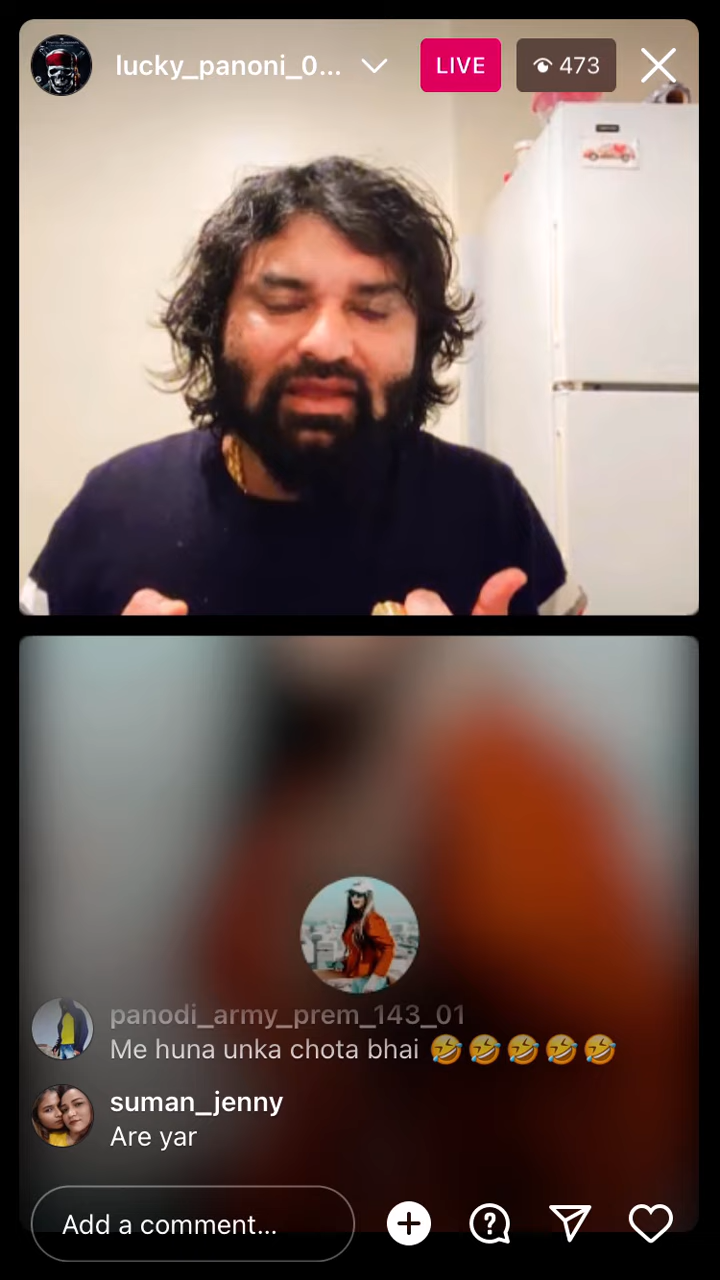 lucky_panoni_0...
LIVE
473
panodi_army_prem_143_01
Me huna unka chota bhai 🤣🤣🤣🤣🤣
suman_jenny
Are yar
Add a comment...